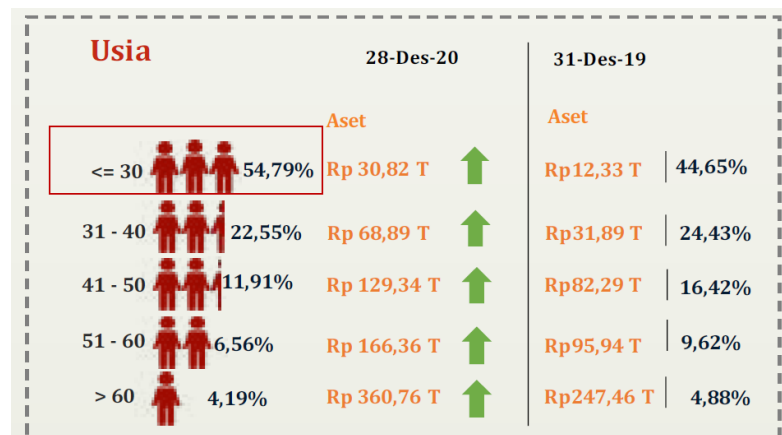 Usia 28-Des-20 31-Des-19
Aset Aset
<= 30 54,79% Rp 30,82 T Rp12,33 T 44,65%
31 - 40 22,55% Rp 68,89 T Rp31,89 T 24,43%
41 - 50 11,91% Rp 129,34 T Rp82,29 T 16,42%
51 - 60 6,56% Rp 166,36 T Rp95,94 T 9,62%
> 60 4,19% Rp 360,76 T Rp247,46 T 4,88%